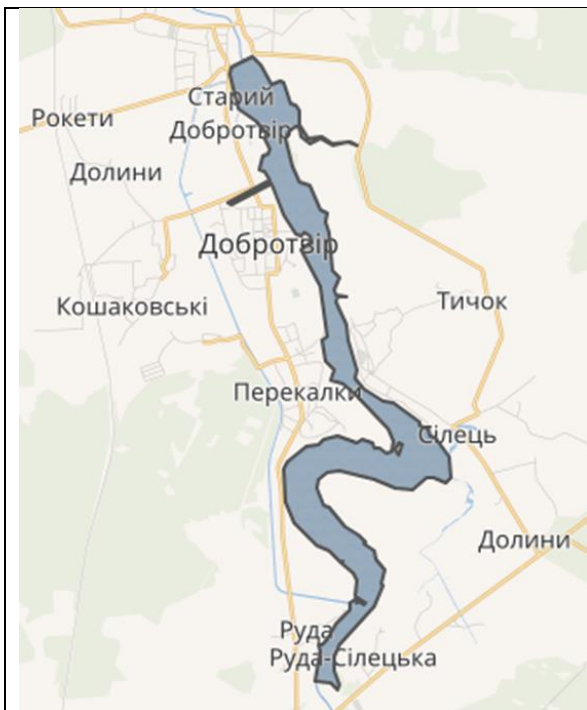 Старий
Добротвір
Рокети
Долини
Добротвір
Кошаковські
Тичок
Перекалки
Сілець
Долини
Руда
Руда-Сілецька